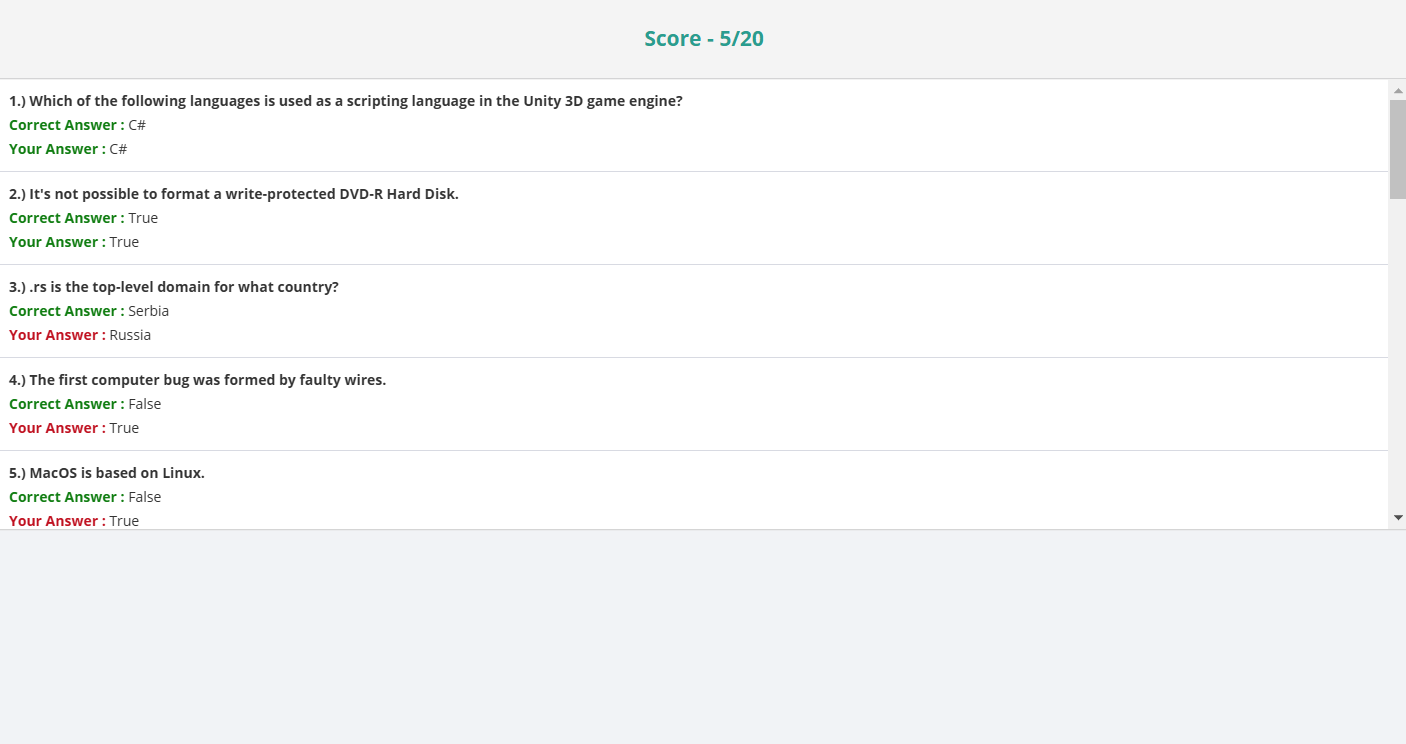 Score - 5/20
1.) Which of the following languages is used as a scripting language in the Unity 3D game engine?
Correct Answer : C#
Your Answer : C#
2.) It's not possible to format a write-protected DVD-R Hard Disk.
Correct Answer : True
Your Answer : True
3.) .rs is the top-level domain for what country?
Correct Answer : Serbia
Your Answer : Russia
4.) The first computer bug was formed by faulty wires.
Correct Answer : False
Your Answer : True
5.) MacOS is based on Linux.
Correct Answer : False
Your Answer : True